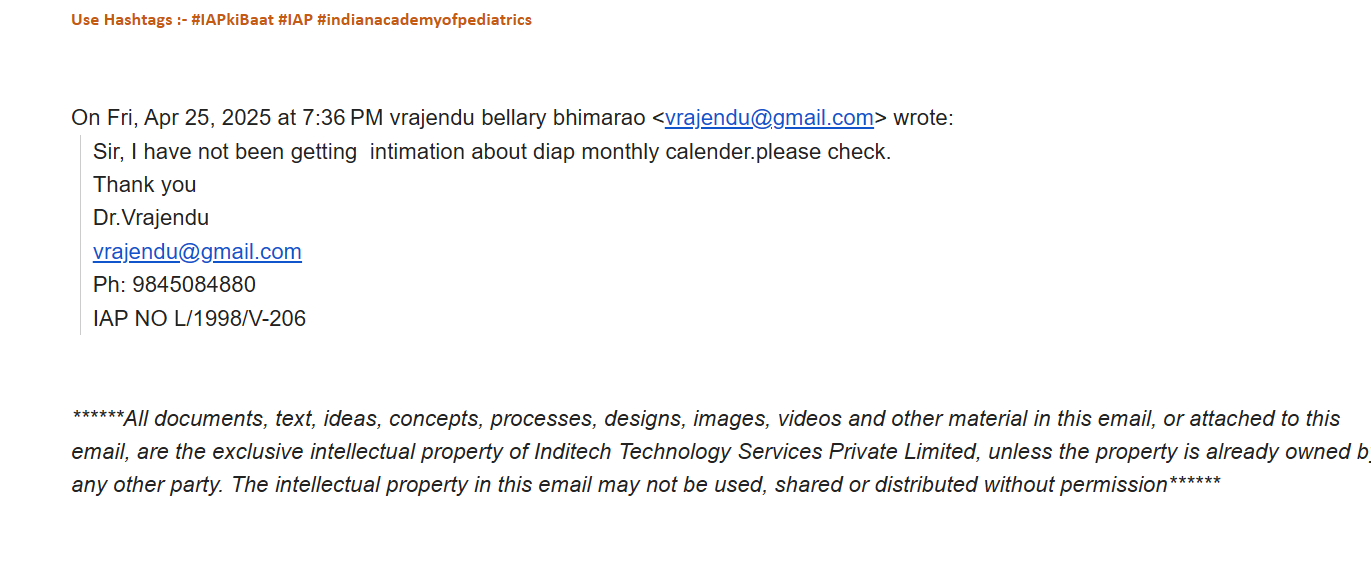 Use Hashtags :- #IAPkiBaat #IAP #indianacademyofpediatrics
On Fri, Apr 25, 2025 at 7:36 PM vrajendu bellary bhimarao <vrajendu@gmail.com> wrote:
Sir, I have not been getting  intimation about diap monthly calender.please check.
Thank you
Dr.Vrajendu
vrajendu@gmail.com
Ph: 9845084880
IAP NO L/1998/V-206
******All documents, text, ideas, concepts, processes, designs, images, videos and other material in this email, or attached to this
email, are the exclusive intellectual property of Inditech Technology Services Private Limited, unless the property is already owned
any other party. The intellectual property in this email may not be used, shared or distributed without permission******